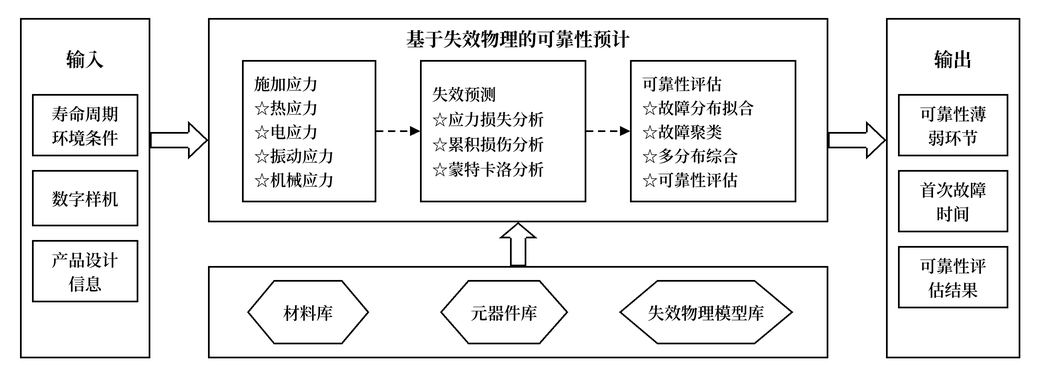 输入
寿命周期
环境条件
数字样机
产品设计
信息
基于失效物理的可靠性预计
施加应力
☆热应力
☆电应力
☆振动应力
☆机械应力
失效预测
☆应力损失分析
☆累积损伤分析
☆蒙特卡洛分析
可靠性评估
☆故障分布拟合
☆故障聚类
☆多分布综合
☆可靠性评估
材料库
元器件库
失效物理模型库
输出
可靠性薄
弱环节
首次故障
时间
可靠性评
估结果